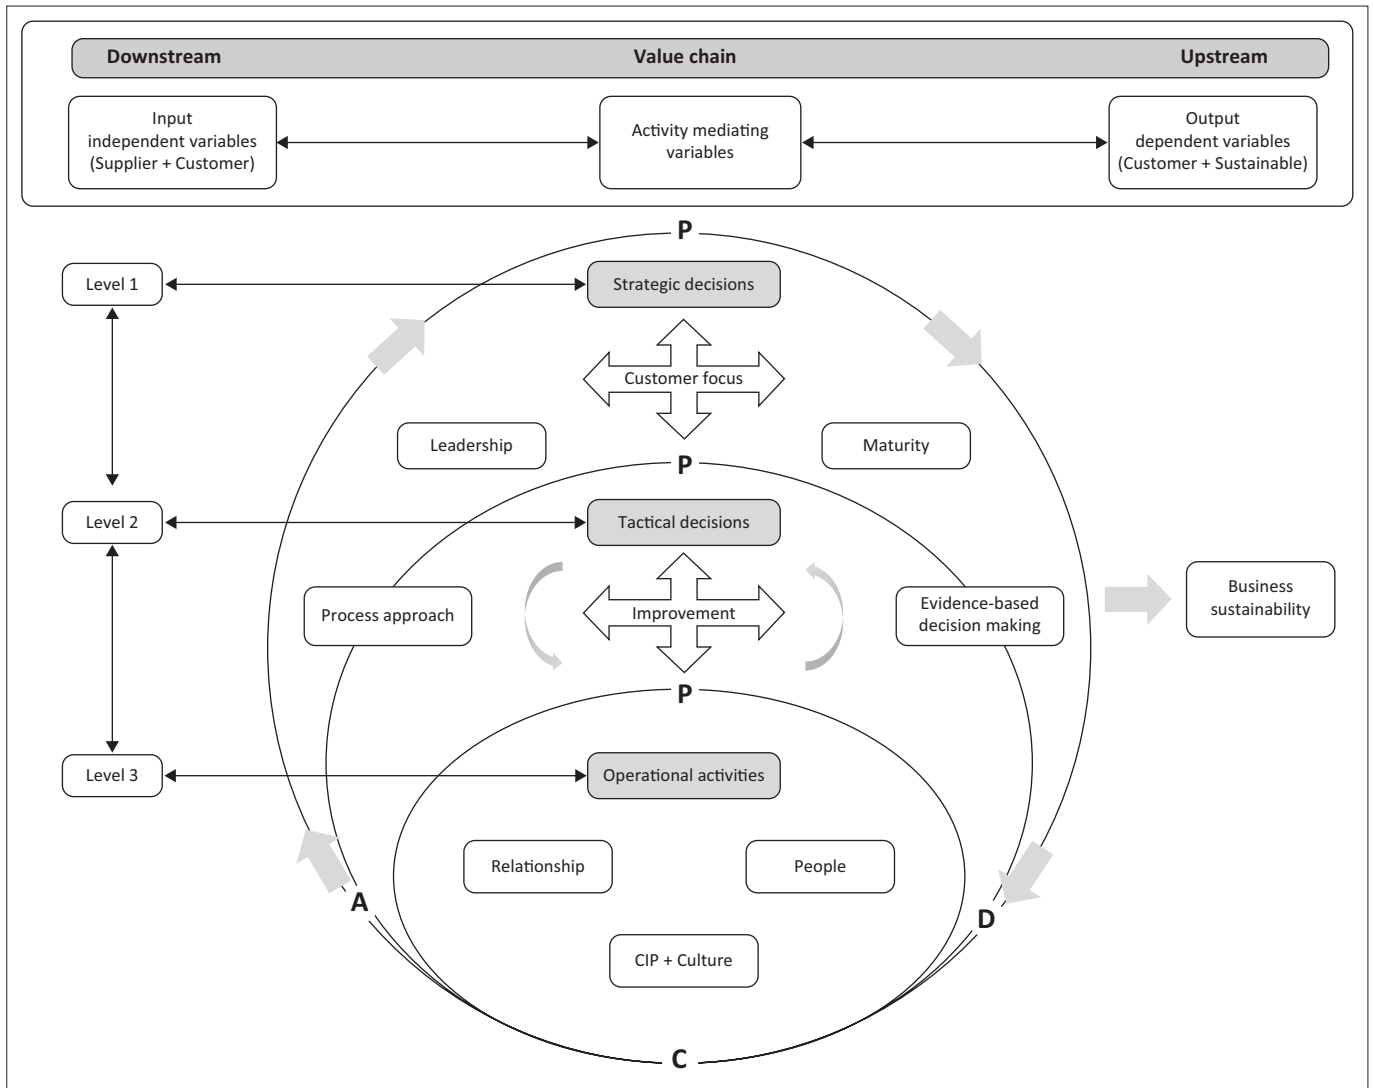 Downstream
Value chain
Upstream
Input
independent variables
(Supplier + Customer)
Activity mediating
variables
Output
dependent variables
(Customer + Sustainable)
P
Level 1
Strategic decisions
Customer focus
Leadership
Maturity
P
Level 2
Tactical decisions
Process approach
Improvement
Evidence-based
decision making
Business
sustainability
P
Level 3
Operational activities
Relationship
People
A
D
CIP + Culture
C